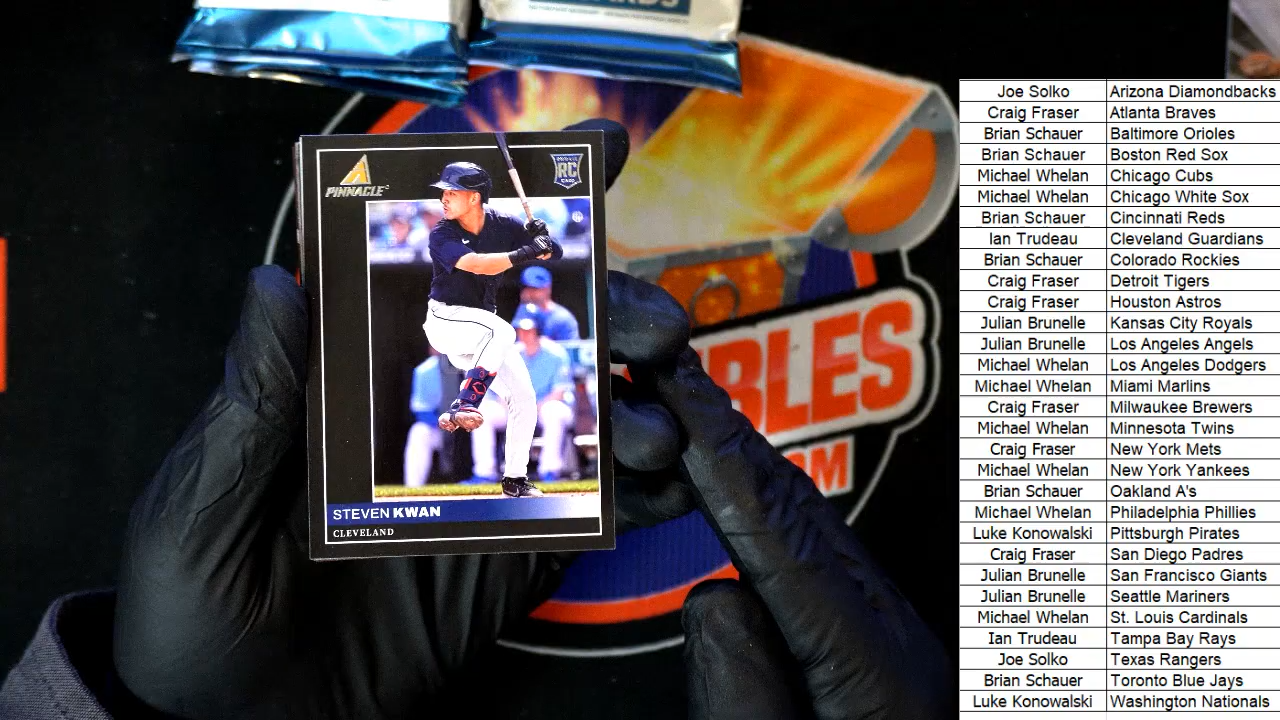 PINNACLE
RC
STEVEN KWAN
CLEVELAND
BLES
OM
Joe Solko Arizona Diamondbacks
Craig Fraser Atlanta Braves
Brian Schauer Baltimore Orioles
Brian Schauer Boston Red Sox
Michael Whelan Chicago Cubs
Michael Whelan Chicago White Sox
Brian Schauer Cincinnati Reds
Ian Trudeau Cleveland Guardians
Brian Schauer Colorado Rockies
Craig Fraser Detroit Tigers
Craig Fraser Houston Astros
Julian Brunelle Kansas City Royals
Julian Brunelle Los Angeles Angels
Michael Whelan Los Angeles Dodgers
Michael Whelan Miami Marlins
Craig Fraser Milwaukee Brewers
Michael Whelan Minnesota Twins
Craig Fraser New York Mets
Michael Whelan New York Yankees
Brian Schauer Oakland A's
Michael Whelan Philadelphia Phillies
Luke Konowalski Pittsburgh Pirates
Craig Fraser San Diego Padres
Julian Brunelle San Francisco Giants
Julian Brunelle Seattle Mariners
Michael Whelan St. Louis Cardinals
Ian Trudeau Tampa Bay Rays
Joe Solko Texas Rangers
Brian Schauer Toronto Blue Jays
Luke Konowalski Washington Nationals